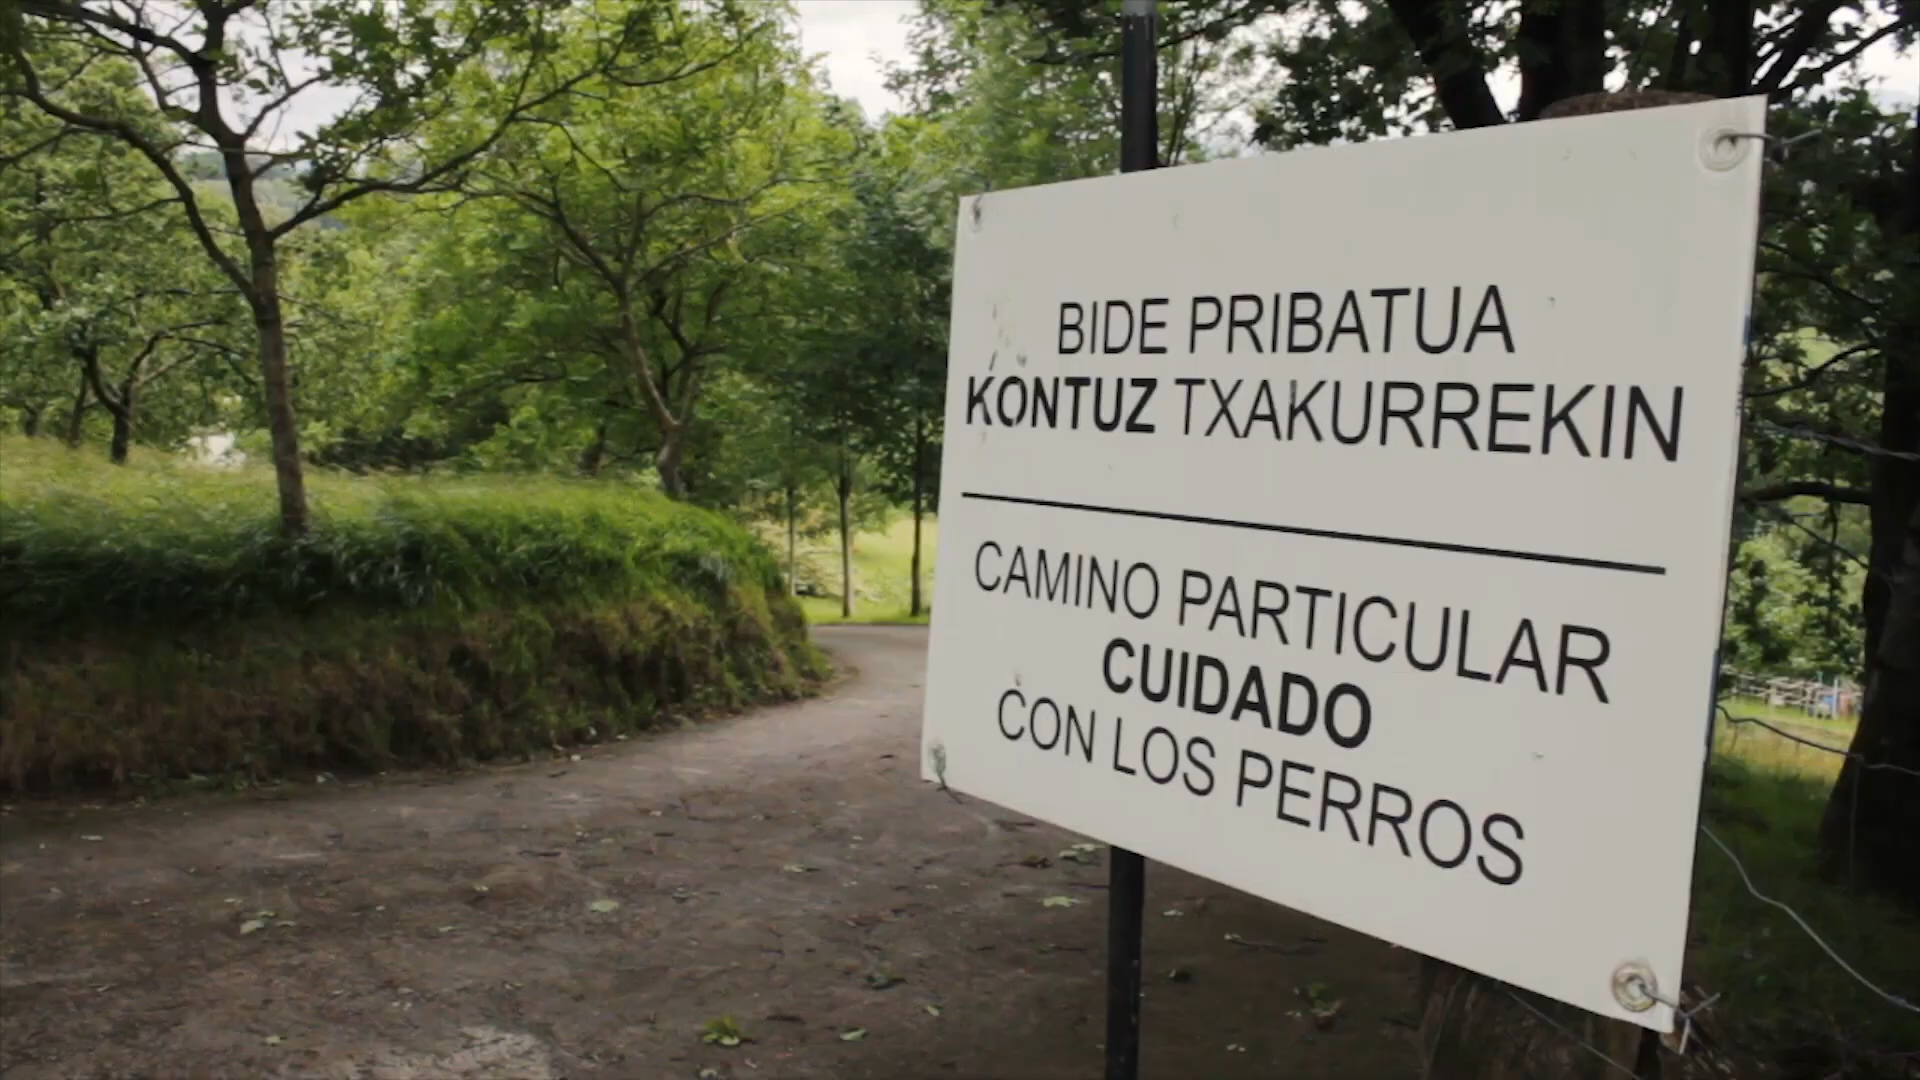 BIDE PRIBATUA
KONTUZ TXAKURREKIN
CAMINO PARTICULAR
CUIDADO
CON LOS PERROS